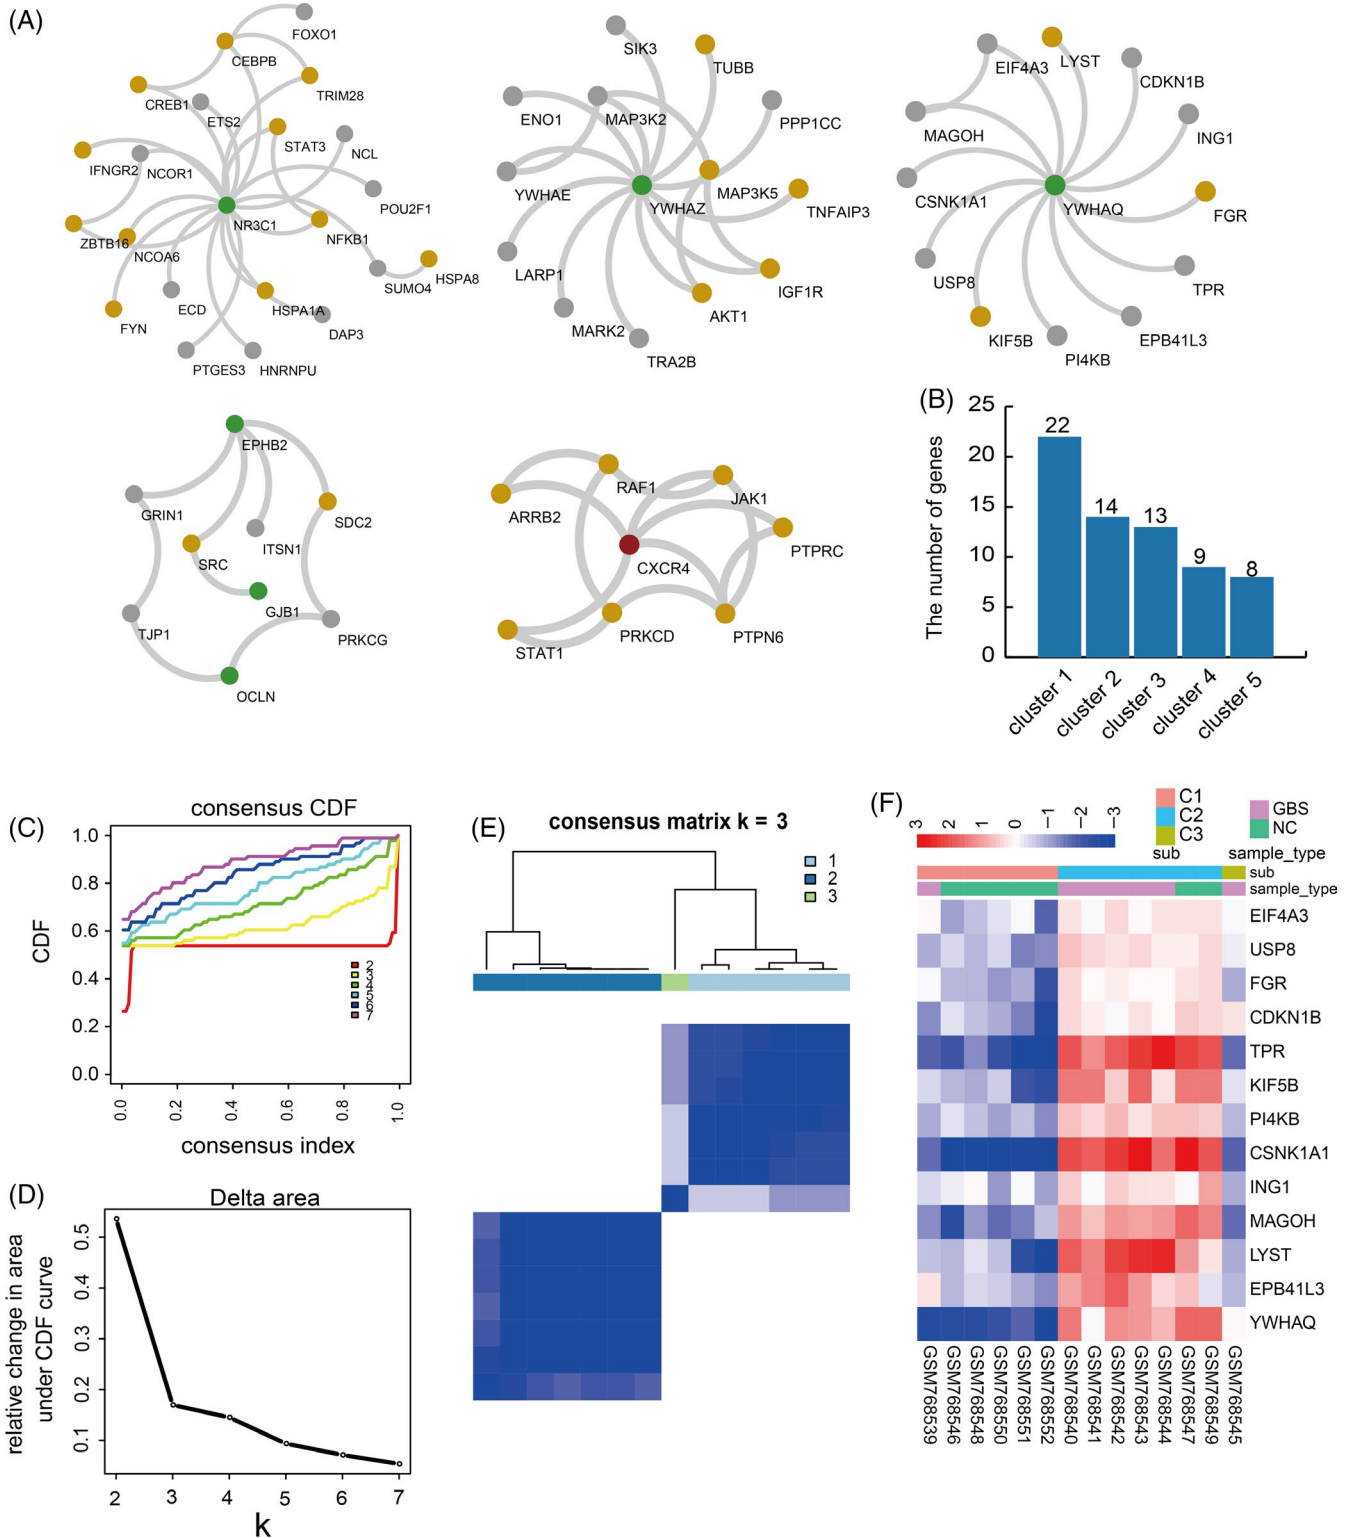 (A)
FOXO1
CEBPB
TRIM28
CREB1
ETS2
STAT3
NCL
IFNGR2
NCOR1
POU2F1
NR3C1
NFKB1
ZBTB16
NCOA6
HSPA8
SUMO4
ECD
HSPA1A
FYN
DAP3
PTGES3
HNRNPU
SIK3
TUBB
ENO1
MAP3K2
PPP1CC
YWHAE
MAP3K5
YWHAZ
TNFAIP3
LARP1
IGF1R
AKT1
MARK2
TRA2B
EIF4A3
LYST
CDKN1B
MAGOH
ING1
CSNK1A1
YWHAQ
FGR
USP8
TPR
KIF5B
EPB41L3
PI4KB
EPHB2
GRIN1
SDC2
ITSN1
SRC
GJB1
TJP1
PRKCG
OCLN
RAF1
JAK1
ARRB2
PTPRC
CXCR4
PRKCD
PTPN6
STAT1
(B)
The number of genes
25
20
15
10
5
0
22
14
13
9
8
cluster 1
cluster 2
cluster 3
cluster 4
cluster 5
(C)
consensus CDF
CDF
1.0
0.8
0.6
0.4
0.2
0.0
2
3
4
5
6
7
0.0
0.2
0.4
0.6
0.8
1.0
consensus index
(D)
Delta area
relative change in area
under CDF curve
0.5
0.4
0.3
0.2
0.1
2
3
4
5
6
7
k
(E)
consensus matrix k = 3
1
2
3
(F)
3
2
1
0
−1
−2
−3
C1
C2
C3
sub
GBS
NC
sample_type
sub
sample_type
EIF4A3
USP8
FGR
CDKN1B
TPR
KIF5B
PI4KB
CSNK1A1
ING1
MAGOH
LYST
EPB41L3
YWHAQ
GSM768539
GSM768546
GSM768548
GSM768550
GSM768551
GSM768552
GSM768540
GSM768541
GSM768542
GSM768543
GSM768544
GSM768547
GSM768549
GSM768545